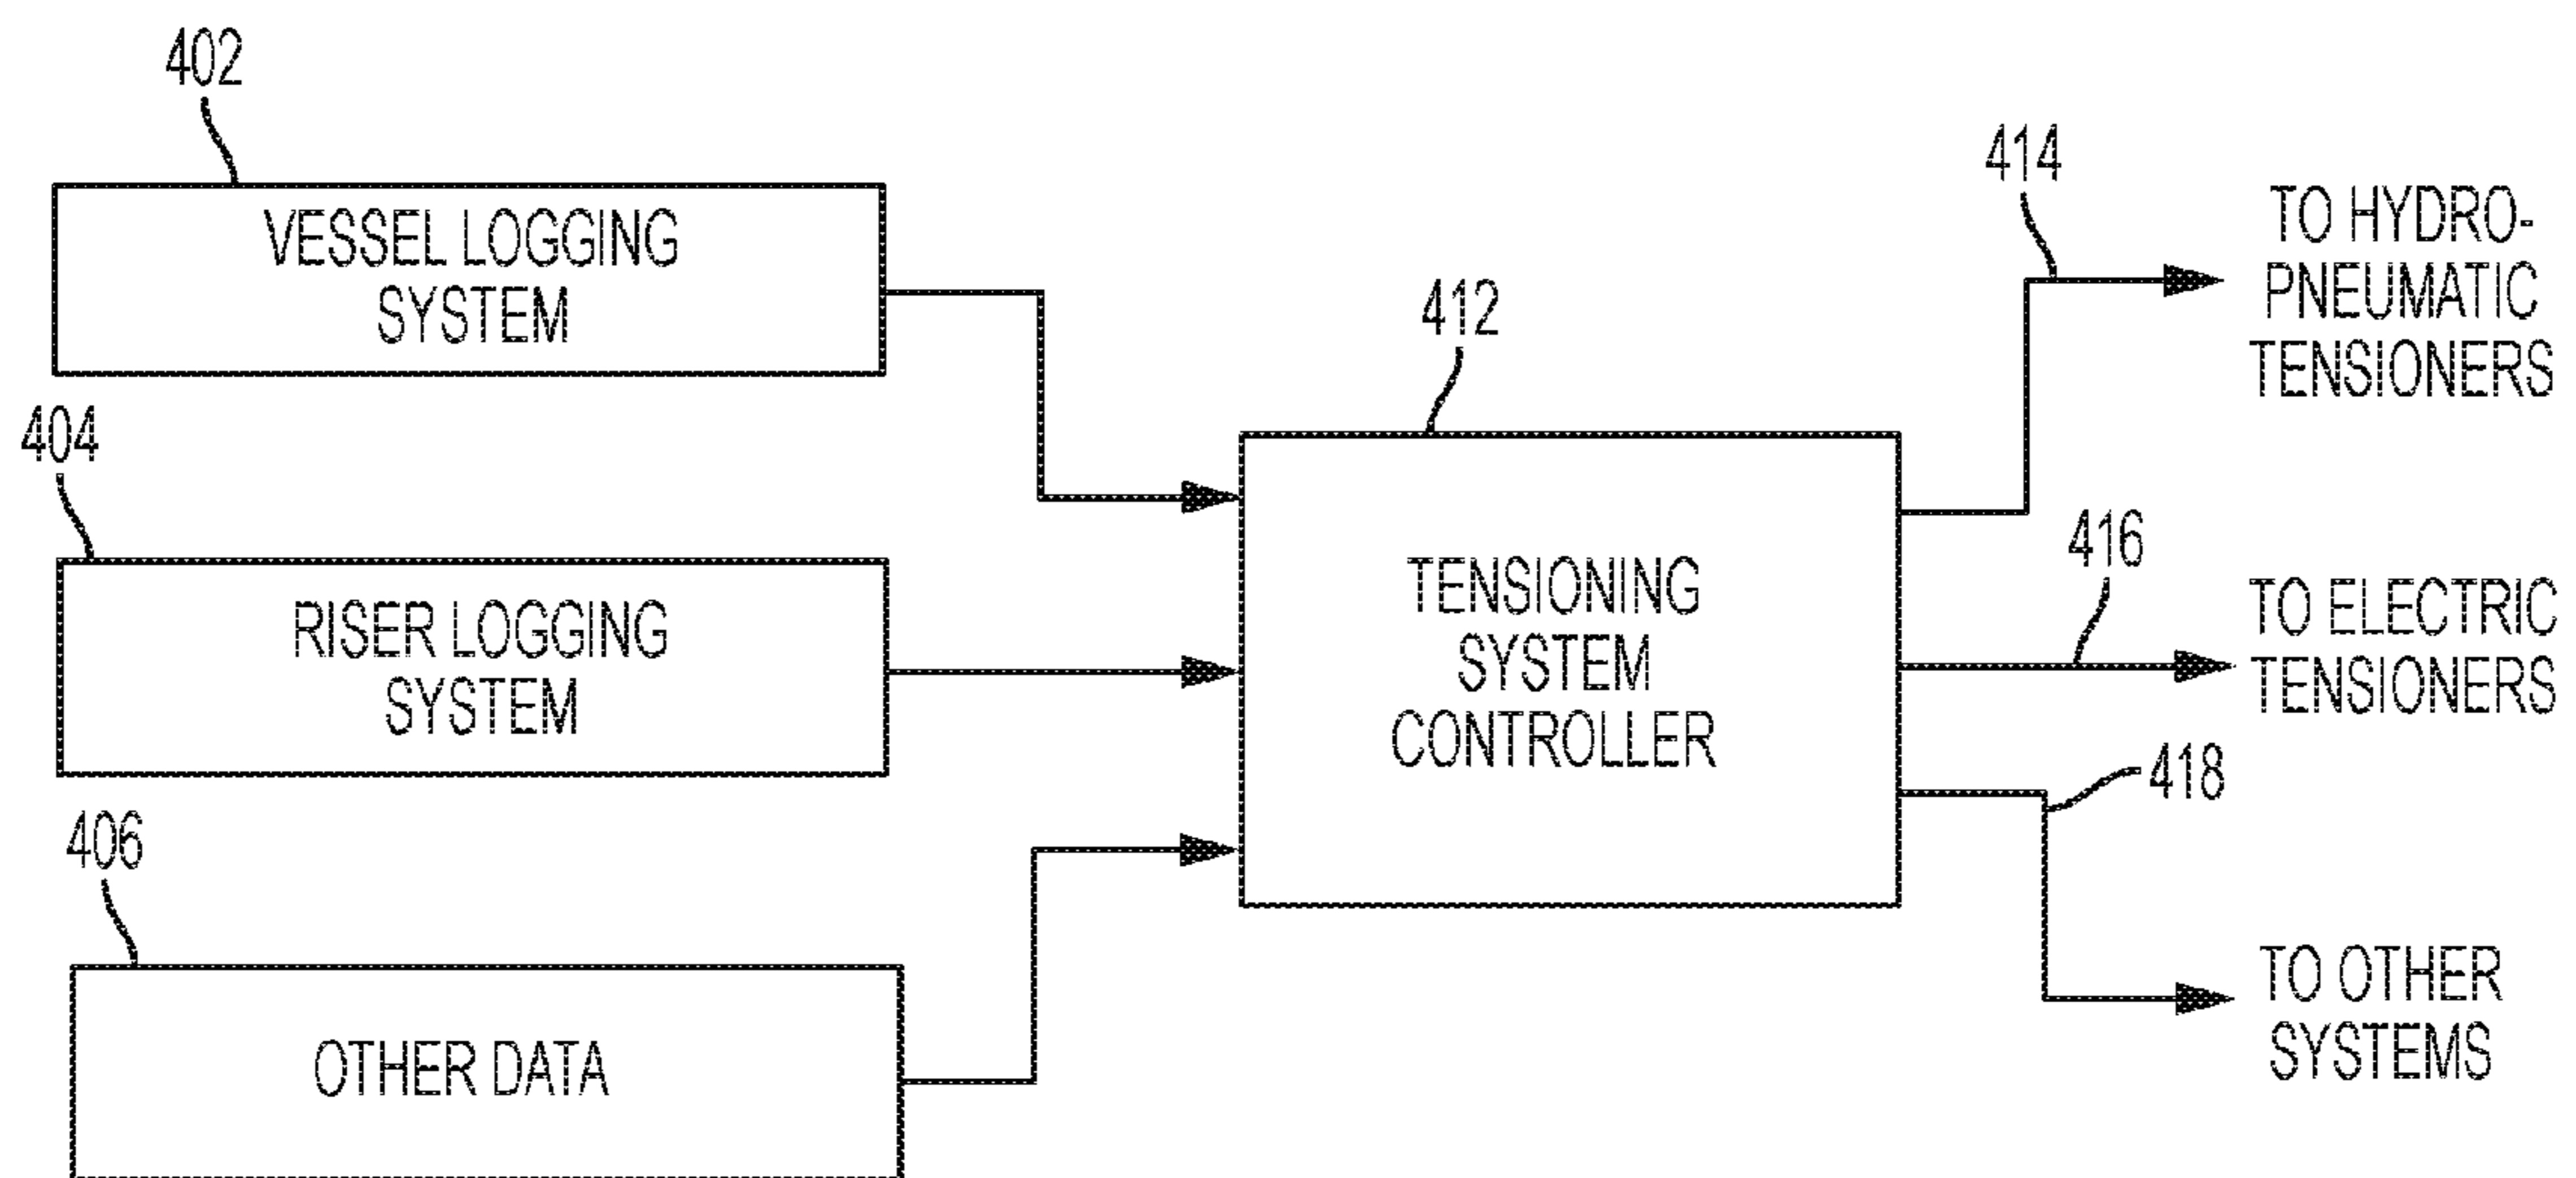 402
VESSEL LOGGING
SYSTEM
404
RISER LOGGING
SYSTEM
406
OTHER DATA
412
TENSIONING
SYSTEM
CONTROLLER
414
TO HYDRO-
PNEUMATIC
TENSIONERS
416
TO ELECTRIC
TENSIONERS
418
TO OTHER
SYSTEMS